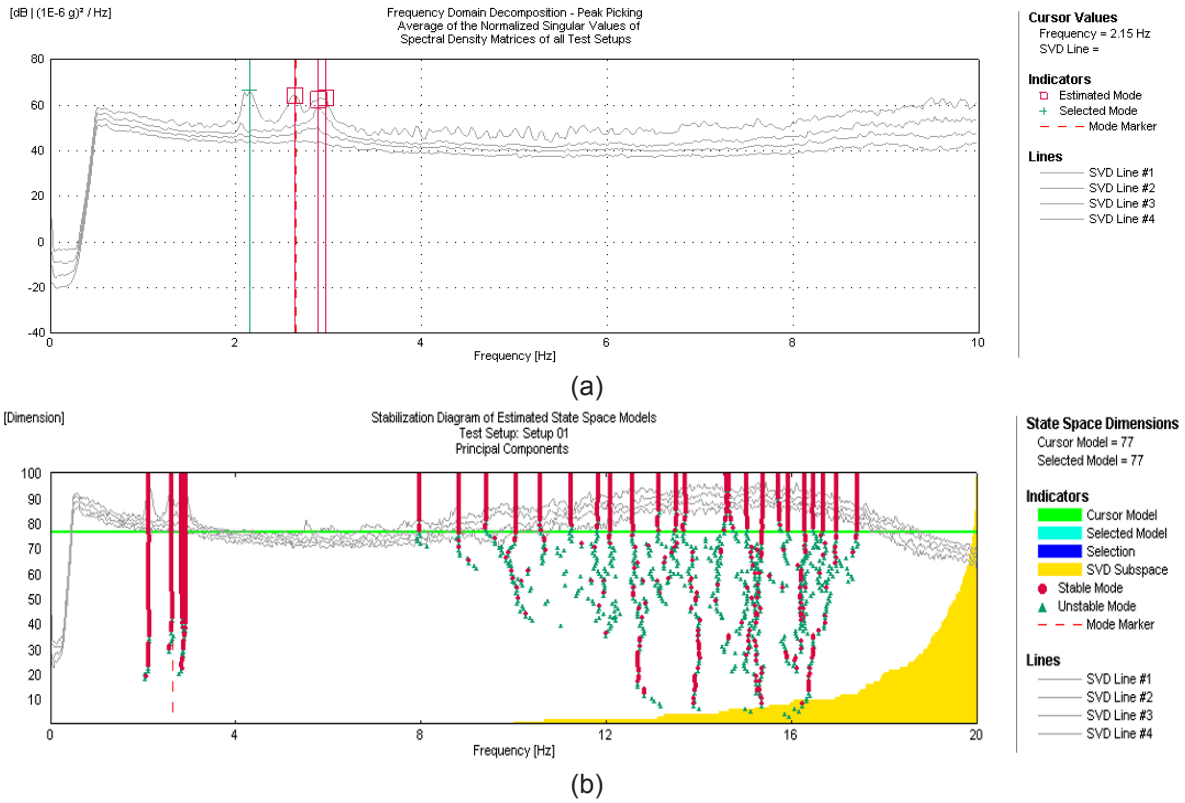 [dB | (1E-6 g)² / Hz]
Frequency Domain Decomposition - Peak Picking
Average of the Normalized Singular Values of
Spectral Density Matrices of all Test Setups
80
60
40
20
0
-20
-40
0
2
4
6
8
10
Frequency [Hz]
Cursor Values
Frequency = 2.15 Hz
SVD Line =
Indicators
Estimated Mode
Selected Mode
Mode Marker
Lines
SVD Line #1
SVD Line #2
SVD Line #3
SVD Line #4
(a)
[Dimension]
Stabilization Diagram of Estimated State Space Models
Test Setup: Setup 01
Principal Components
100
90
80
70
60
50
40
30
20
10
0
4
8
12
16
20
Frequency [Hz]
State Space Dimensions
Cursor Model = 77
Selected Model = 77
Indicators
Cursor Model
Selected Model
Selection
SVD Subspace
Stable Mode
Unstable Mode
Mode Marker
Lines
SVD Line #1
SVD Line #2
SVD Line #3
SVD Line #4
(b)